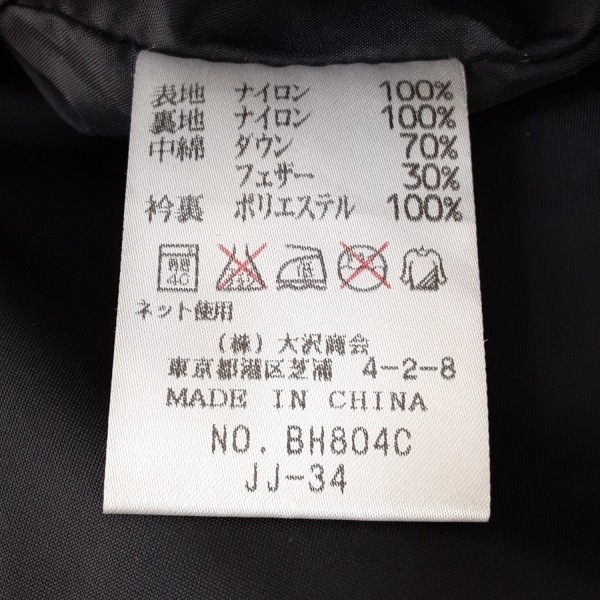 表地 ナイロン 100%
裏地 ナイロン 100%
中綿 ダウン 70%
フェザー 30%
衿裏 ポリエステル 100%
弱 40 低
ネット使用
(株) 大沢商会
東京都港区芝浦 4-2-8
MADE IN CHINA
NO. BH804C
JJ-34